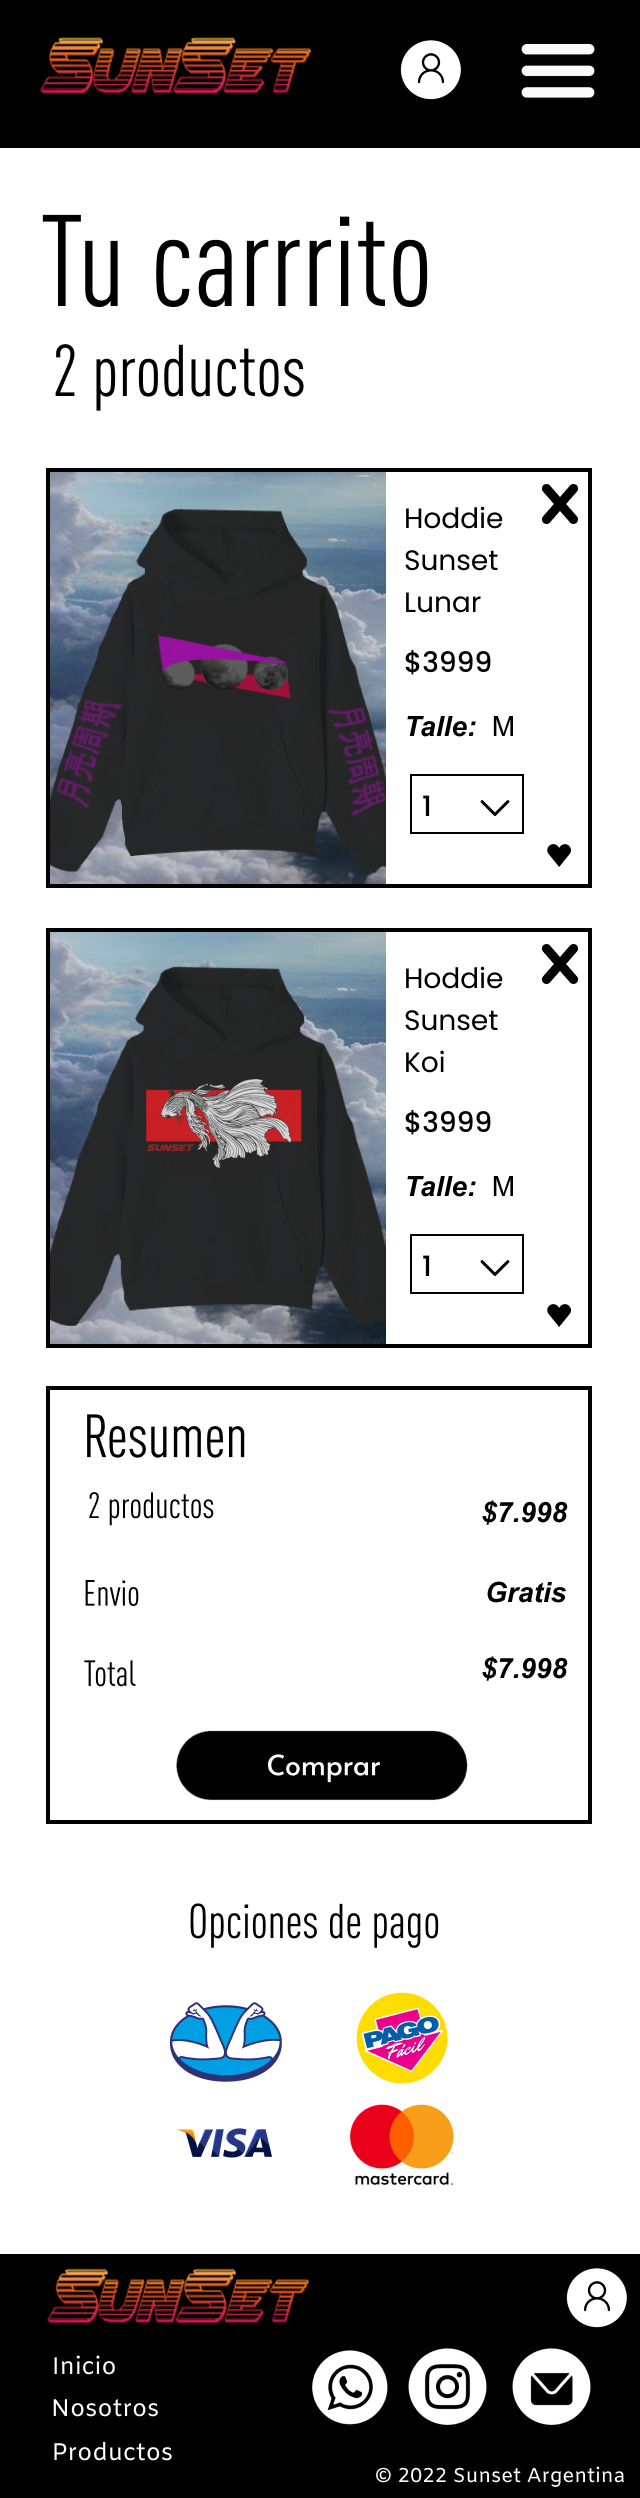 SUNSET
Tu carrrito
2 productos
Hoddie
Sunset
Lunar
$3999
Talle: M
1
月亮周期
月亮周期
Hoddie
Sunset
Koi
$3999
Talle: M
1
SUNSET
Resumen
2 productos $7.998
Envio Gratis
Total $7.998
Comprar
Opciones de pago
PAGO
Fácil
VISA
mastercard.
SUNSET
Inicio
Nosotros
Productos
© 2022 Sunset Argentina